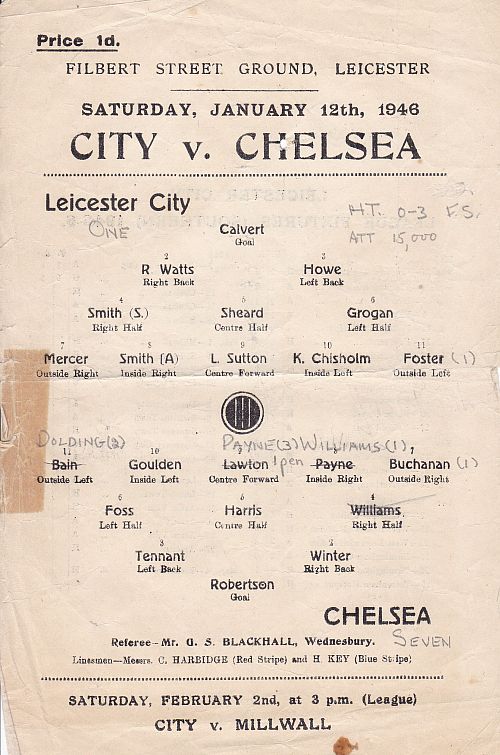 Price 1d.
FILBERT STREET GROUND, LEICESTER
SATURDAY, JANUARY 12th, 1946
CITY v. CHELSEA
Leicester City
ONE
H.T. 0-3 F.S.
ATT 15,000
Calvert
Goal
2 3
R. Watts Howe
Right Back Left Back
4 5 6
Smith (S.) Sheard Grogan
Right Half Centre Half Left Half
7 8 9 10 11
Mercer Smith (A) L. Sutton K. Chisholm Foster (1)
Outside Right Inside Right Centre Forward Inside Left Outside Left
DOLDING(2) PAYNE(3) WILLIAMS(1)
11 10
Bain Goulden Lawton 1 pen Payne Buchanan (1)
Outside Left Inside Left Centre Forward Inside Right Outside Right
6 5 4
Foss Harris Williams
Left Half Centre Half Right Half
3 2
Tennant Winter
Left Back Right Back
Robertson
Goal
CHELSEA
SEVEN
Referee—Mr. G. S. BLACKHALL, Wednesbury.
Linesmen—Messrs. C. HARBIDGE (Red Stripe) and H. KEY (Blue Stripe)
SATURDAY, FEBRUARY 2nd, at 3 p.m. (League)
CITY v. MILLWALL